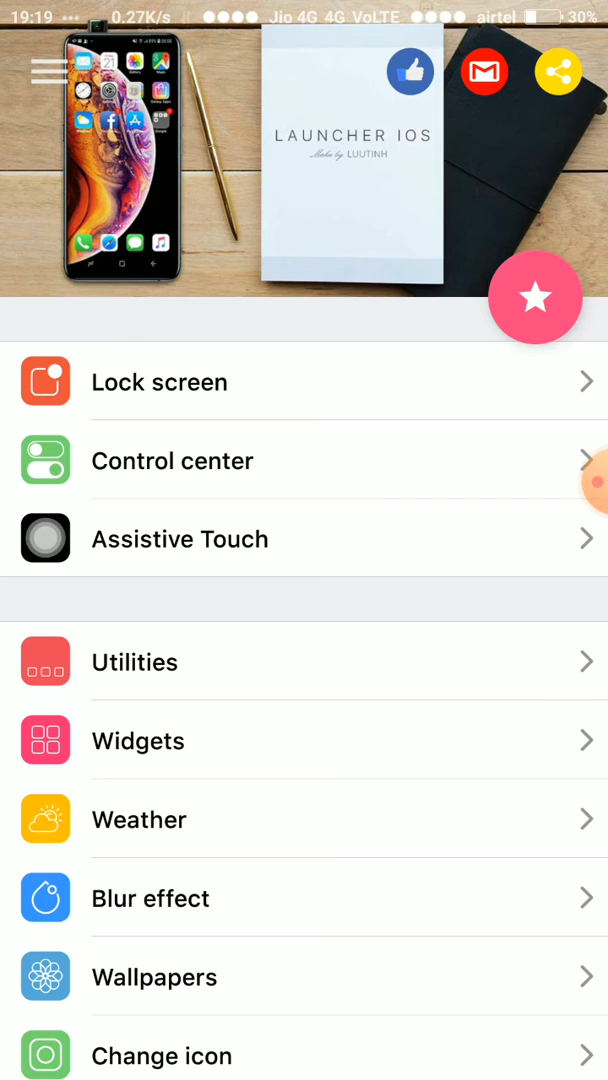 19:19 ... 0.27K/s Jio 4G 4G VoLTE airtel 30%
LAUNCHER IOS
Made by LUUTINH
Lock screen
Control center
Assistive Touch
Utilities
Widgets
Weather
Blur effect
Wallpapers
Change icon